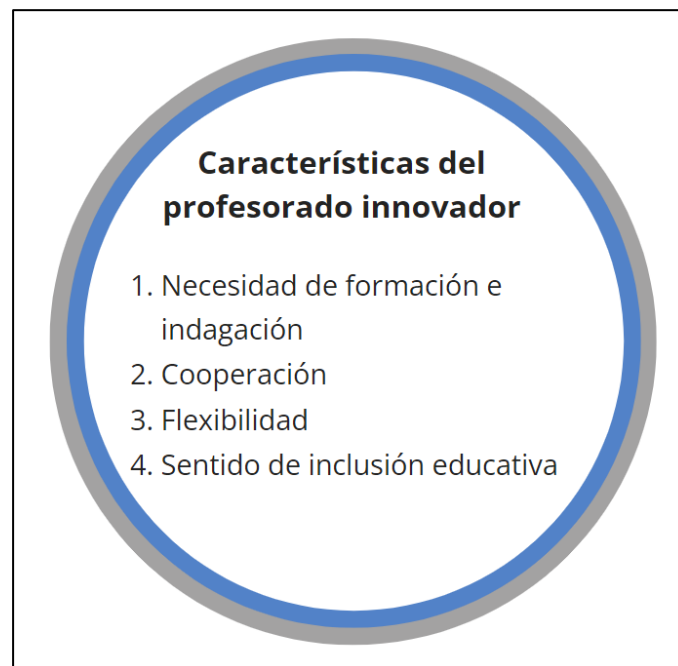 Características del
profesorado innovador
1. Necesidad de formación e
indagación
2. Cooperación
3. Flexibilidad
4. Sentido de inclusión educativa